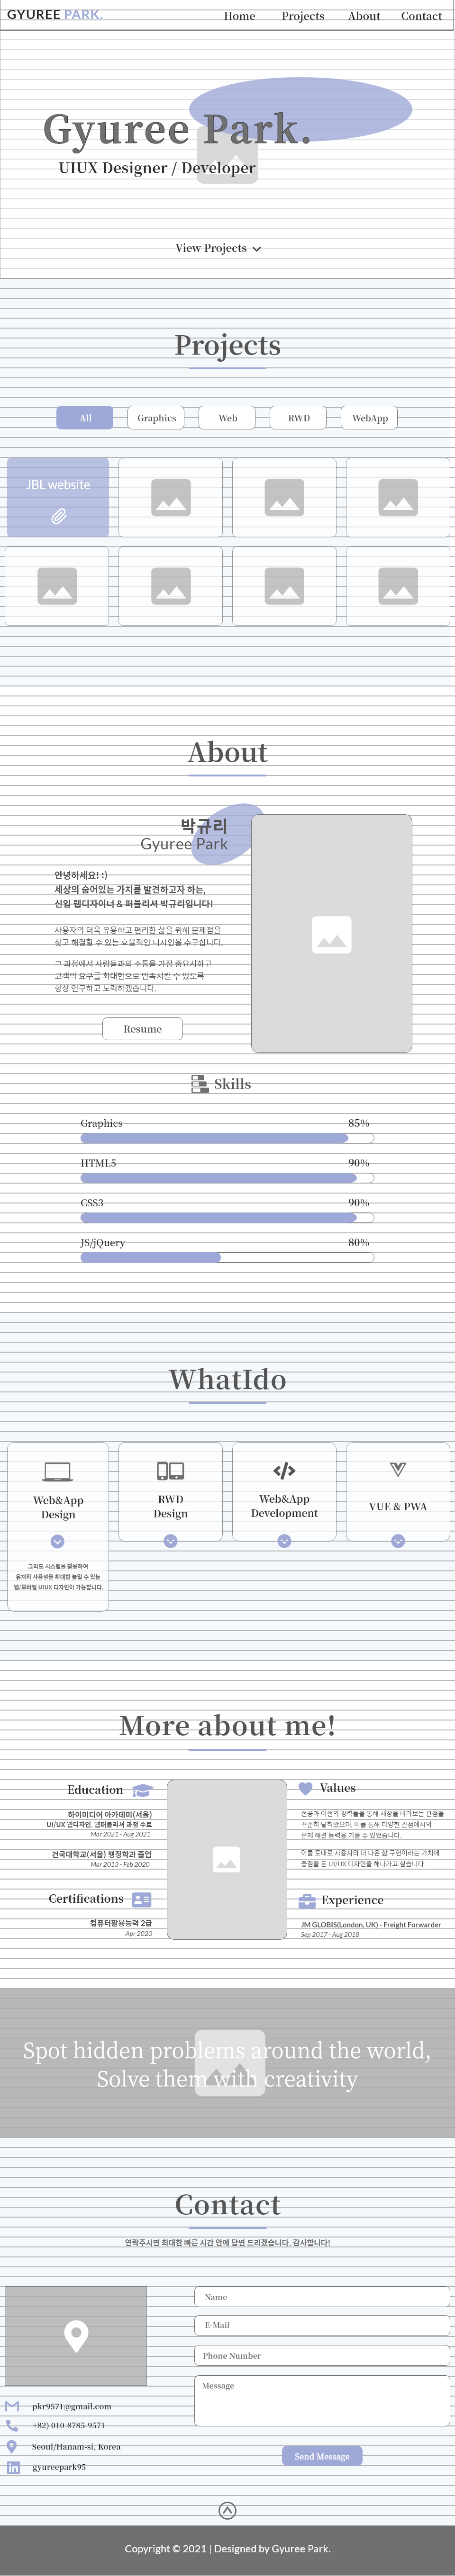 GYUREE PARK.
Home Projects About Contact
Gyuree Park.
UIUX Designer / Developer
View Projects
Projects
All Graphics Web RWD WebApp
JBL website
About
박규리
Gyuree Park
안녕하세요! :)
세상의 숨어있는 가치를 발견하고자 하는,
신입 웹디자이너 & 퍼블리셔 박규리입니다!
사용자의 더욱 유용하고 편리한 삶을 위해 문제점을
찾고 해결할 수 있는 효율적인 디자인을 추구합니다.
그 과정에서 사람들과의 소통을 가장 중요시하고
고객의 요구를 최대한으로 만족시킬 수 있도록
항상 연구하고 노력하겠습니다.
Resume
Skills
Graphics 85%
HTML5 90%
CSS3 90%
JS/jQuery 80%
WhatIdo
Web&App
Design
RWD
Design
Web&App
Development
VUE & PWA
그리드 시스템을 활용하여
유저의 사용성을 최대한 높일 수 있는
웹/모바일 UIUX 디자인이 가능합니다.
More about me!
Education
하이미디어 아카데미(서울)
UI/UX 앱디자인, 앱퍼블리셔 과정 수료
Mar 2021 - Aug 2021
건국대학교(서울) 행정학과 졸업
Mar 2013 - Feb 2020
Certifications
컴퓨터활용능력 2급
Apr 2020
Values
전공과 이전의 경력들을 통해 세상을 바라보는 관점을
꾸준히 넓혀왔으며, 이를 통해 다양한 관점에서의
문제 해결 능력을 기를 수 있었습니다.
이를 토대로 사용자의 더 나은 삶 구현이라는 가치에
중점을 둔 UI/UX 디자인을 해나가고 싶습니다.
Experience
JM GLOBIS(London, UK) - Freight Forwarder
Sep 2017 - Aug 2018
Spot hidden problems around the world,
Solve them with creativity
Contact
연락주시면 최대한 빠른 시간 안에 답변 드리겠습니다. 감사합니다!
Name
E-Mail
Phone Number
Message
Send Message
pkr9571@gmail.com
+82) 010-8785-9571
Seoul/Hanam-si, Korea
gyureepark95
Copyright © 2021 | Designed by Gyuree Park.